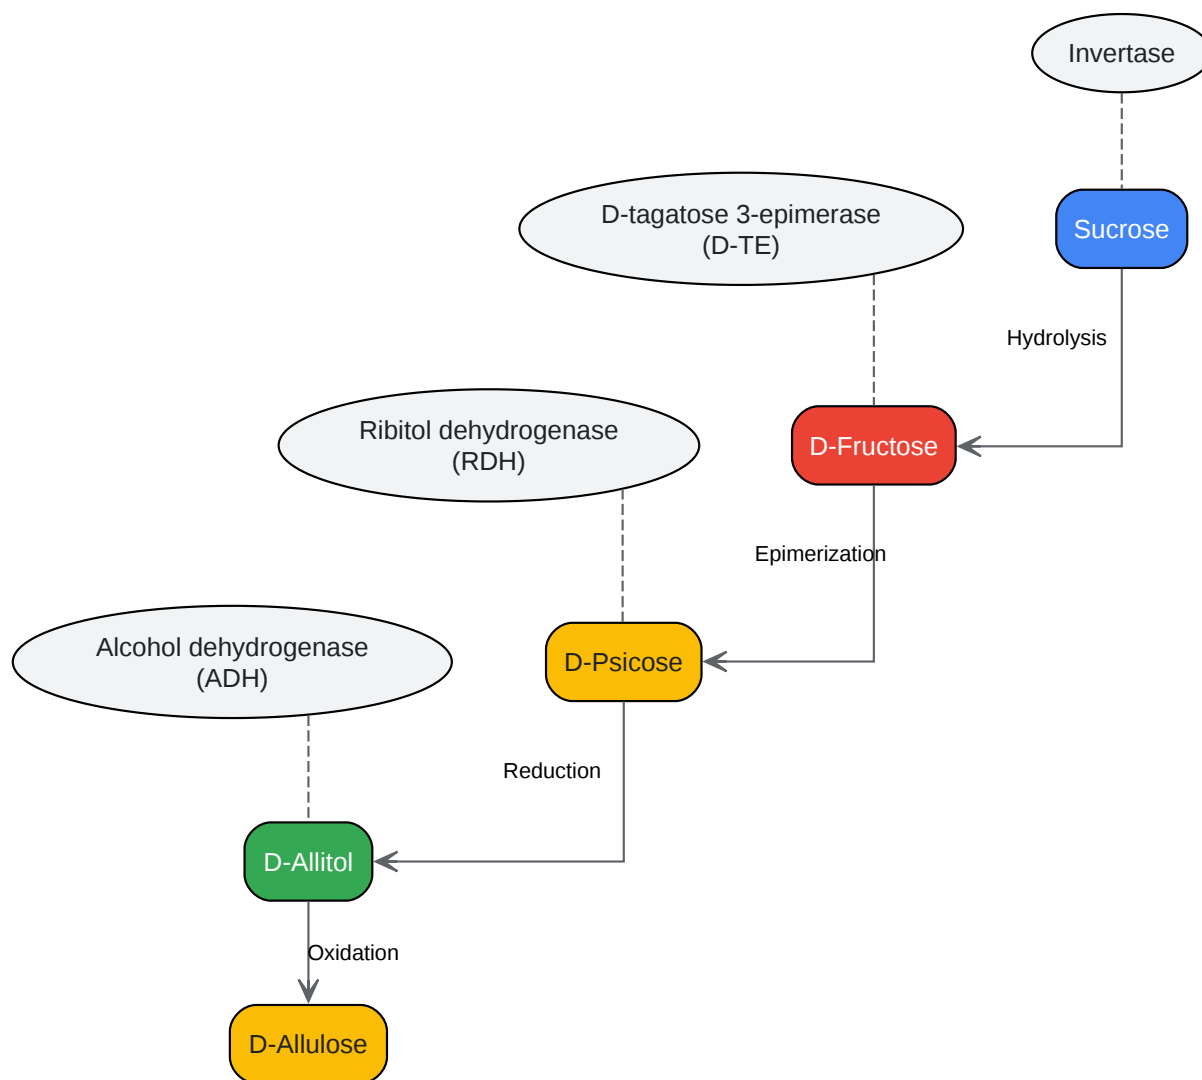 Invertase
D-tagatose 3-epimerase
(D-TE)
Sucrose
Hydrolysis
Ribitol dehydrogenase
(RDH)
D-Fructose
Epimerization
Alcohol dehydrogenase
(ADH)
D-Psicose
Reduction
D-Allitol
Oxidation
D-Allulose